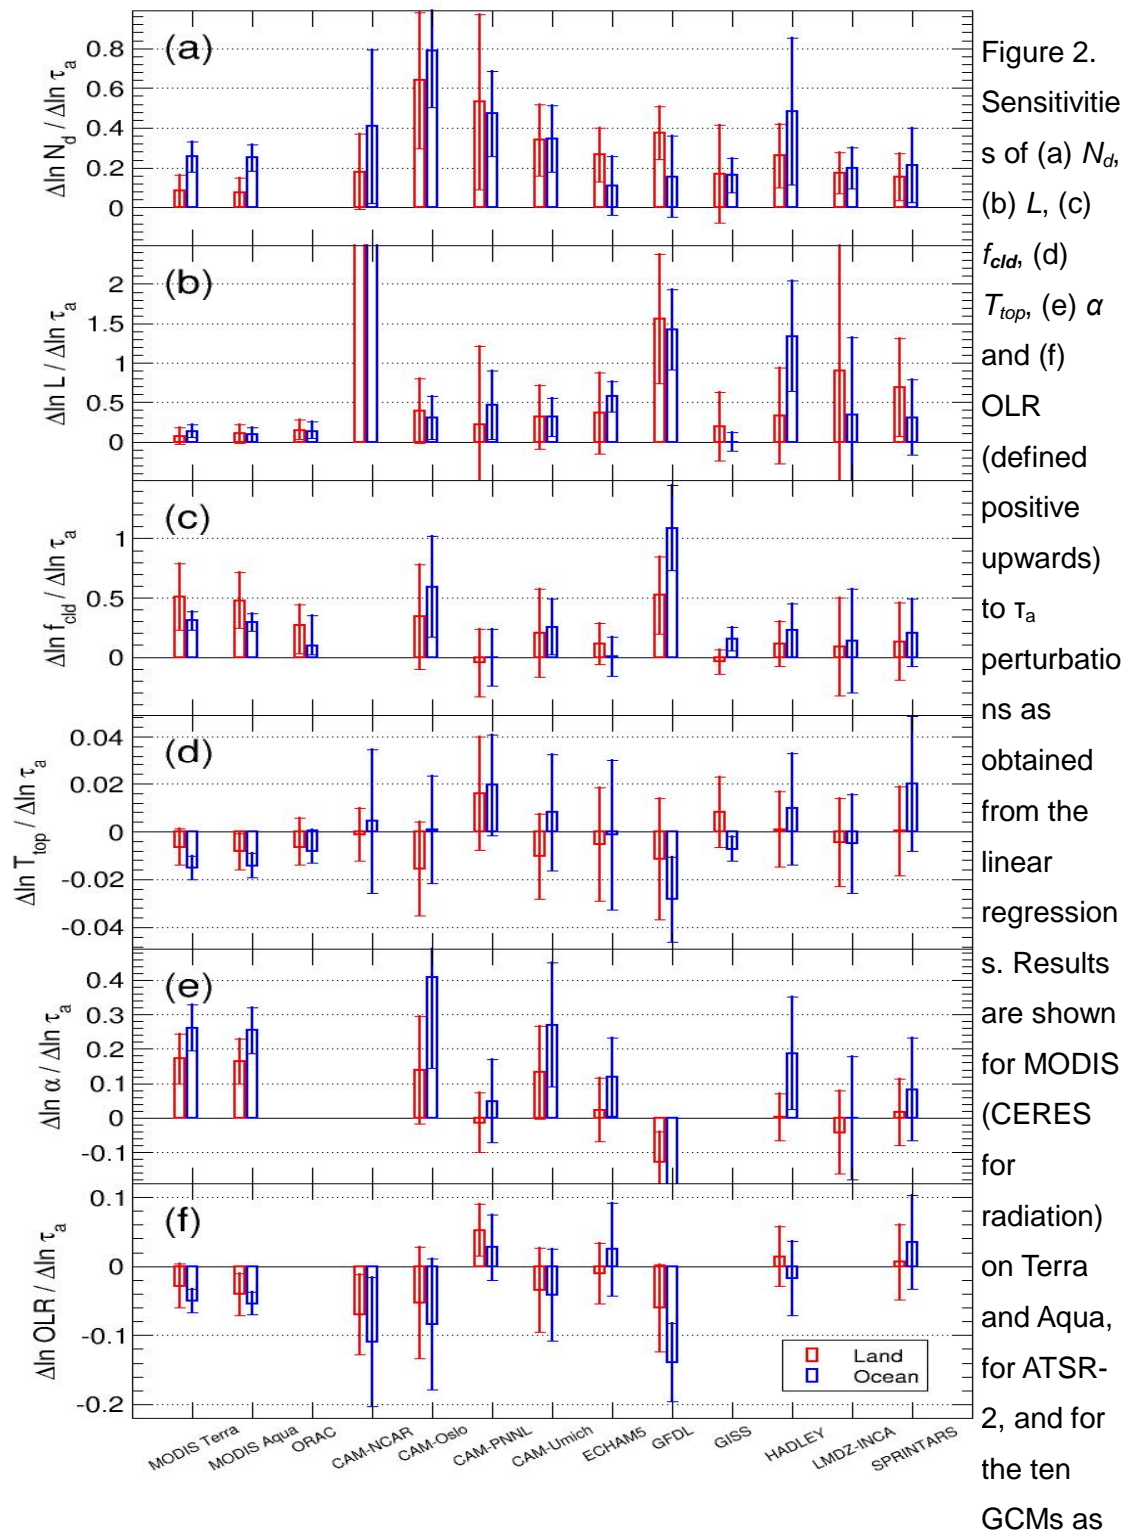 (a)
Δln N_d / Δln τ_a
0.8
0.6
0.4
0.2
0
(b)
Δln L / Δln τ_a
2
1.5
1
0.5
0
(c)
Δln f_cld / Δln τ_a
1
0.5
0
(d)
Δln T_top / Δln τ_a
0.04
0.02
0
-0.02
-0.04
(e)
Δln α / Δln τ_a
0.4
0.3
0.2
0.1
0
-0.1
(f)
Δln OLR / Δln τ_a
0.1
0
-0.1
-0.2
Land
Ocean
MODIS Terra
MODIS Aqua
ORAC
CAM-NCAR
CAM-Oslo
CAM-PNNL
CAM-Umich
ECHAM5
GFDL
GISS
HADLEY
LMDZ-INCA
SPRINTARS
Figure 2.
Sensitivitie
s of (a) N_d,
(b) L, (c)
f_cld, (d)
T_top, (e) α
and (f)
OLR
(defined
positive
upwards)
to τ_a
perturbatio
ns as
obtained
from the
linear
regression
s. Results
are shown
for MODIS
(CERES
for
radiation)
on Terra
and Aqua,
for ATSR-
2, and for
the ten
GCMs as